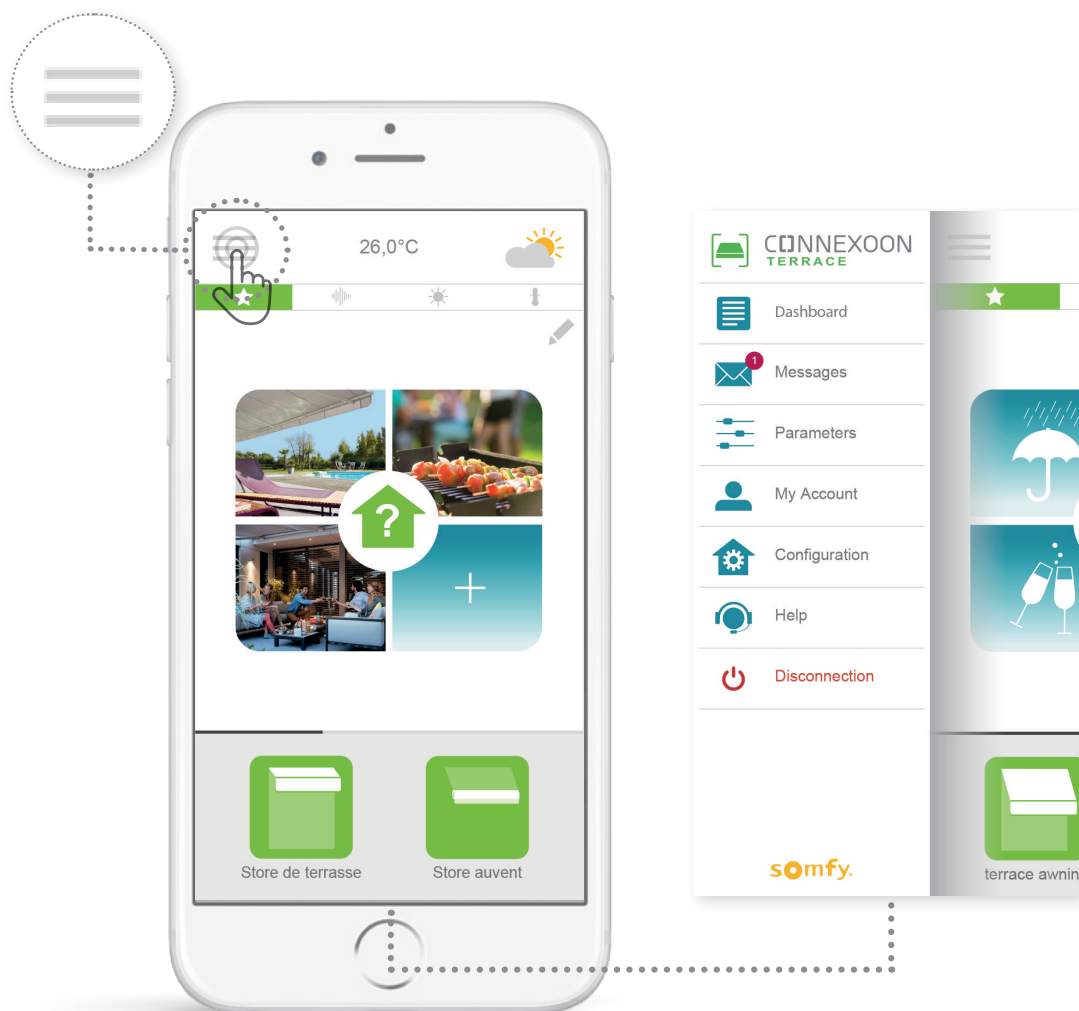 26,0°C
?
+
Store de terrasse
Store auvent
CONNEXOON
TERRACE
Dashboard
1
Messages
Parameters
My Account
Configuration
Help
Disconnection
somfy.
terrace awnin